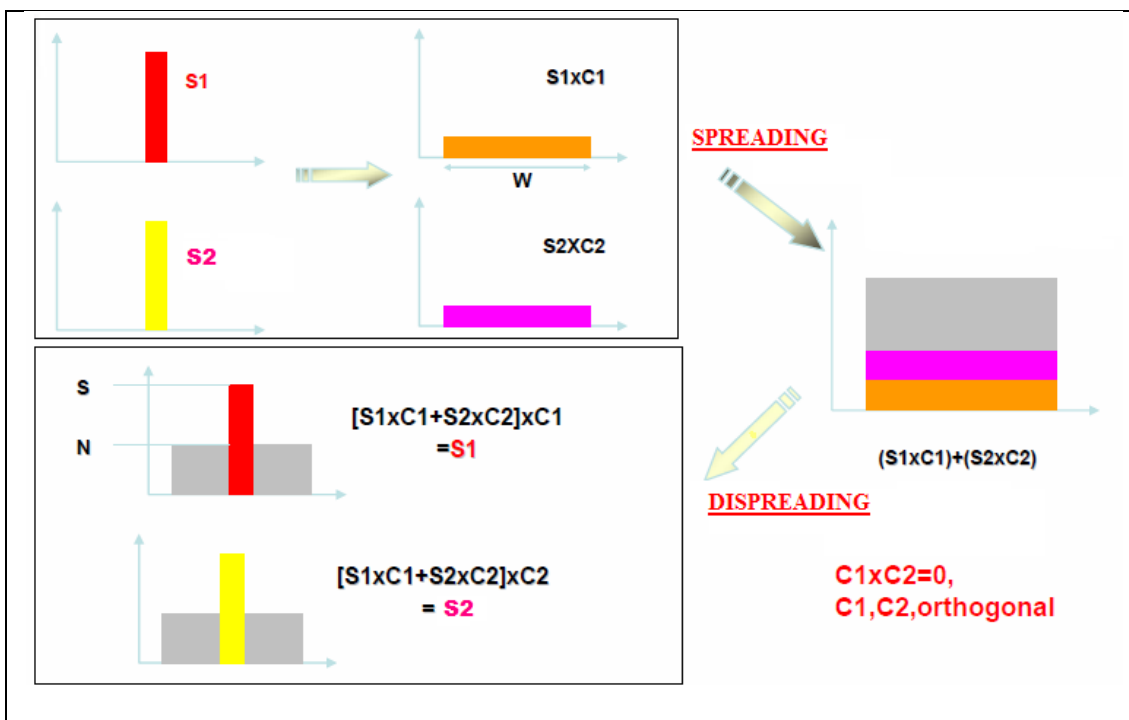 S1
S1xC1
W
SPREADING
S2
S2XC2
S
N
[S1xC1+S2xC2]xC1
=S1
(S1xC1)+(S2xC2)
DISPREADING
[S1xC1+S2xC2]xC2
= S2
C1xC2=0,
C1,C2,orthogonal